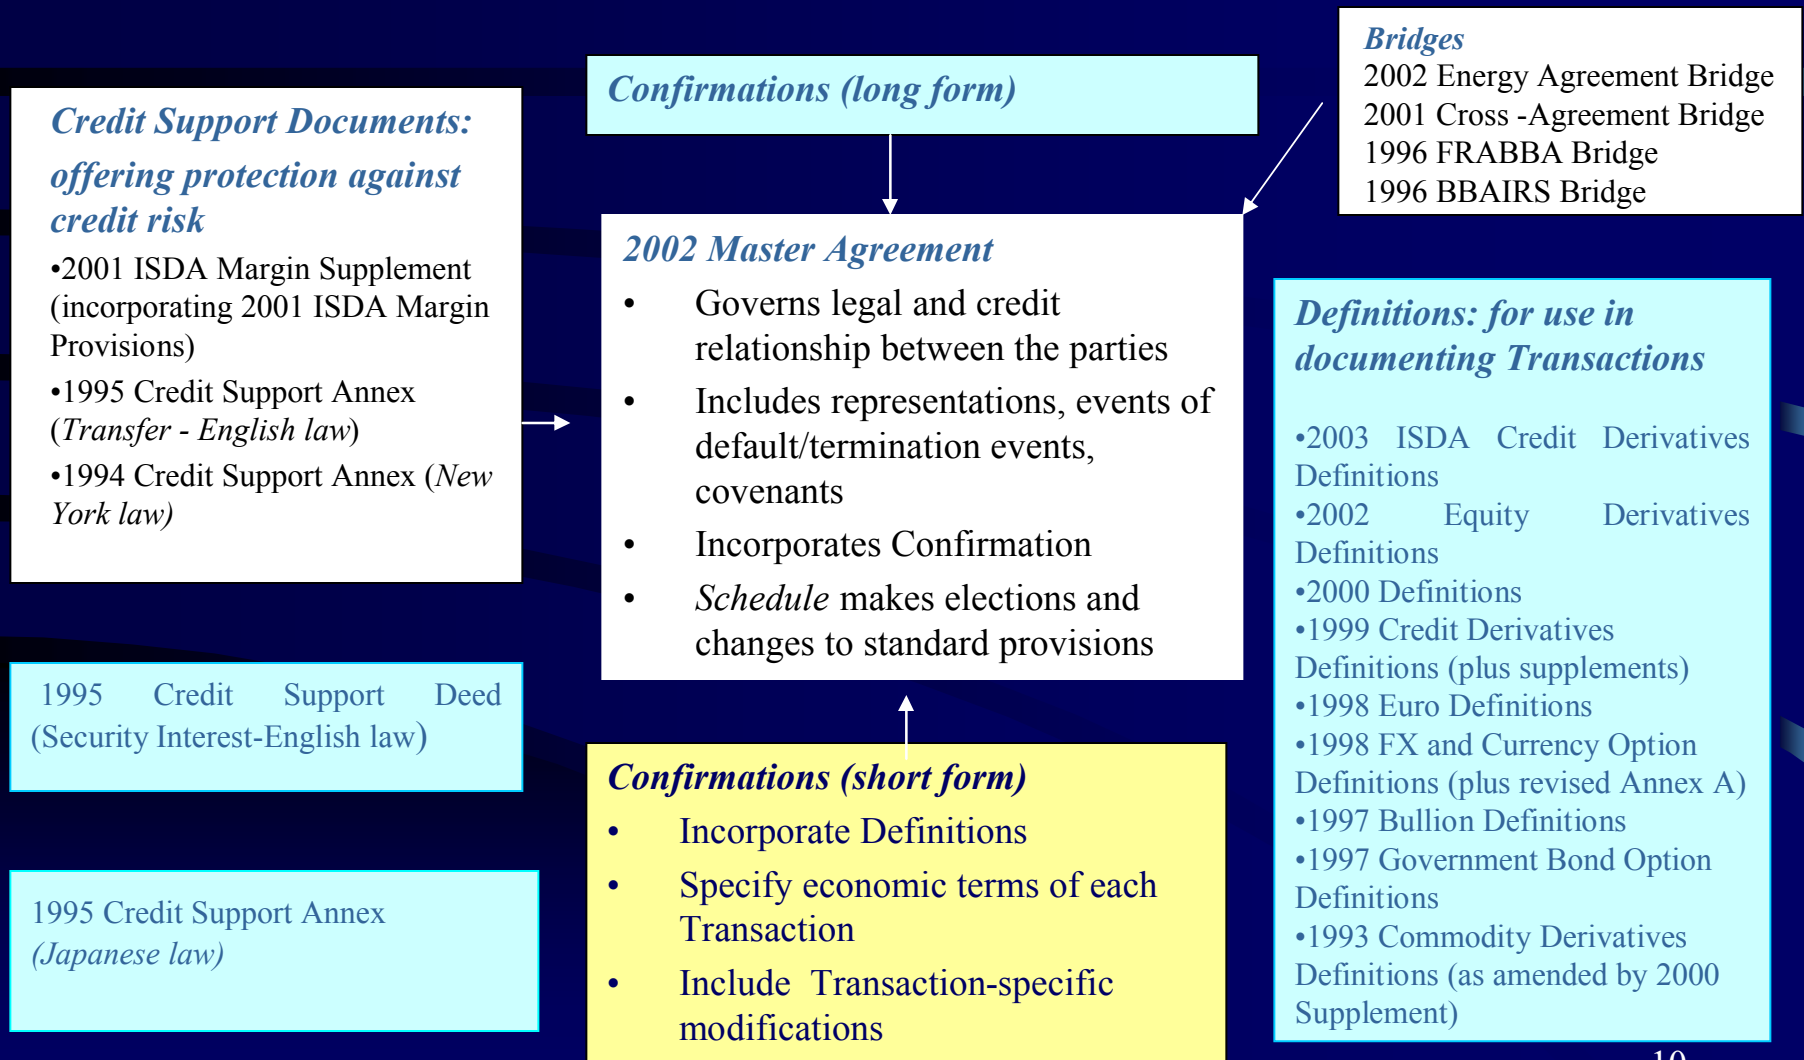 Credit Support Documents:
offering protection against
credit risk
•2001 ISDA Margin Supplement
(incorporating 2001 ISDA Margin
Provisions)
•1995 Credit Support Annex
(Transfer - English law)
•1994 Credit Support Annex (New
York law)
1995 Credit Support Deed
(Security Interest-English law)
1995 Credit Support Annex
(Japanese law)
Confirmations (long form)
2002 Master Agreement
• Governs legal and credit
relationship between the parties
• Includes representations, events of
default/termination events,
covenants
• Incorporates Confirmation
• Schedule makes elections and
changes to standard provisions
Confirmations (short form)
• Incorporate Definitions
• Specify economic terms of each
Transaction
• Include Transaction-specific
modifications
Bridges
2002 Energy Agreement Bridge
2001 Cross -Agreement Bridge
1996 FRABBA Bridge
1996 BBAIRS Bridge
Definitions: for use in
documenting Transactions
•2003 ISDA Credit Derivatives
Definitions
•2002 Equity Derivatives
Definitions
•2000 Definitions
•1999 Credit Derivatives
Definitions (plus supplements)
•1998 Euro Definitions
•1998 FX and Currency Option
Definitions (plus revised Annex A)
•1997 Bullion Definitions
•1997 Government Bond Option
Definitions
•1993 Commodity Derivatives
Definitions (as amended by 2000
Supplement)
10